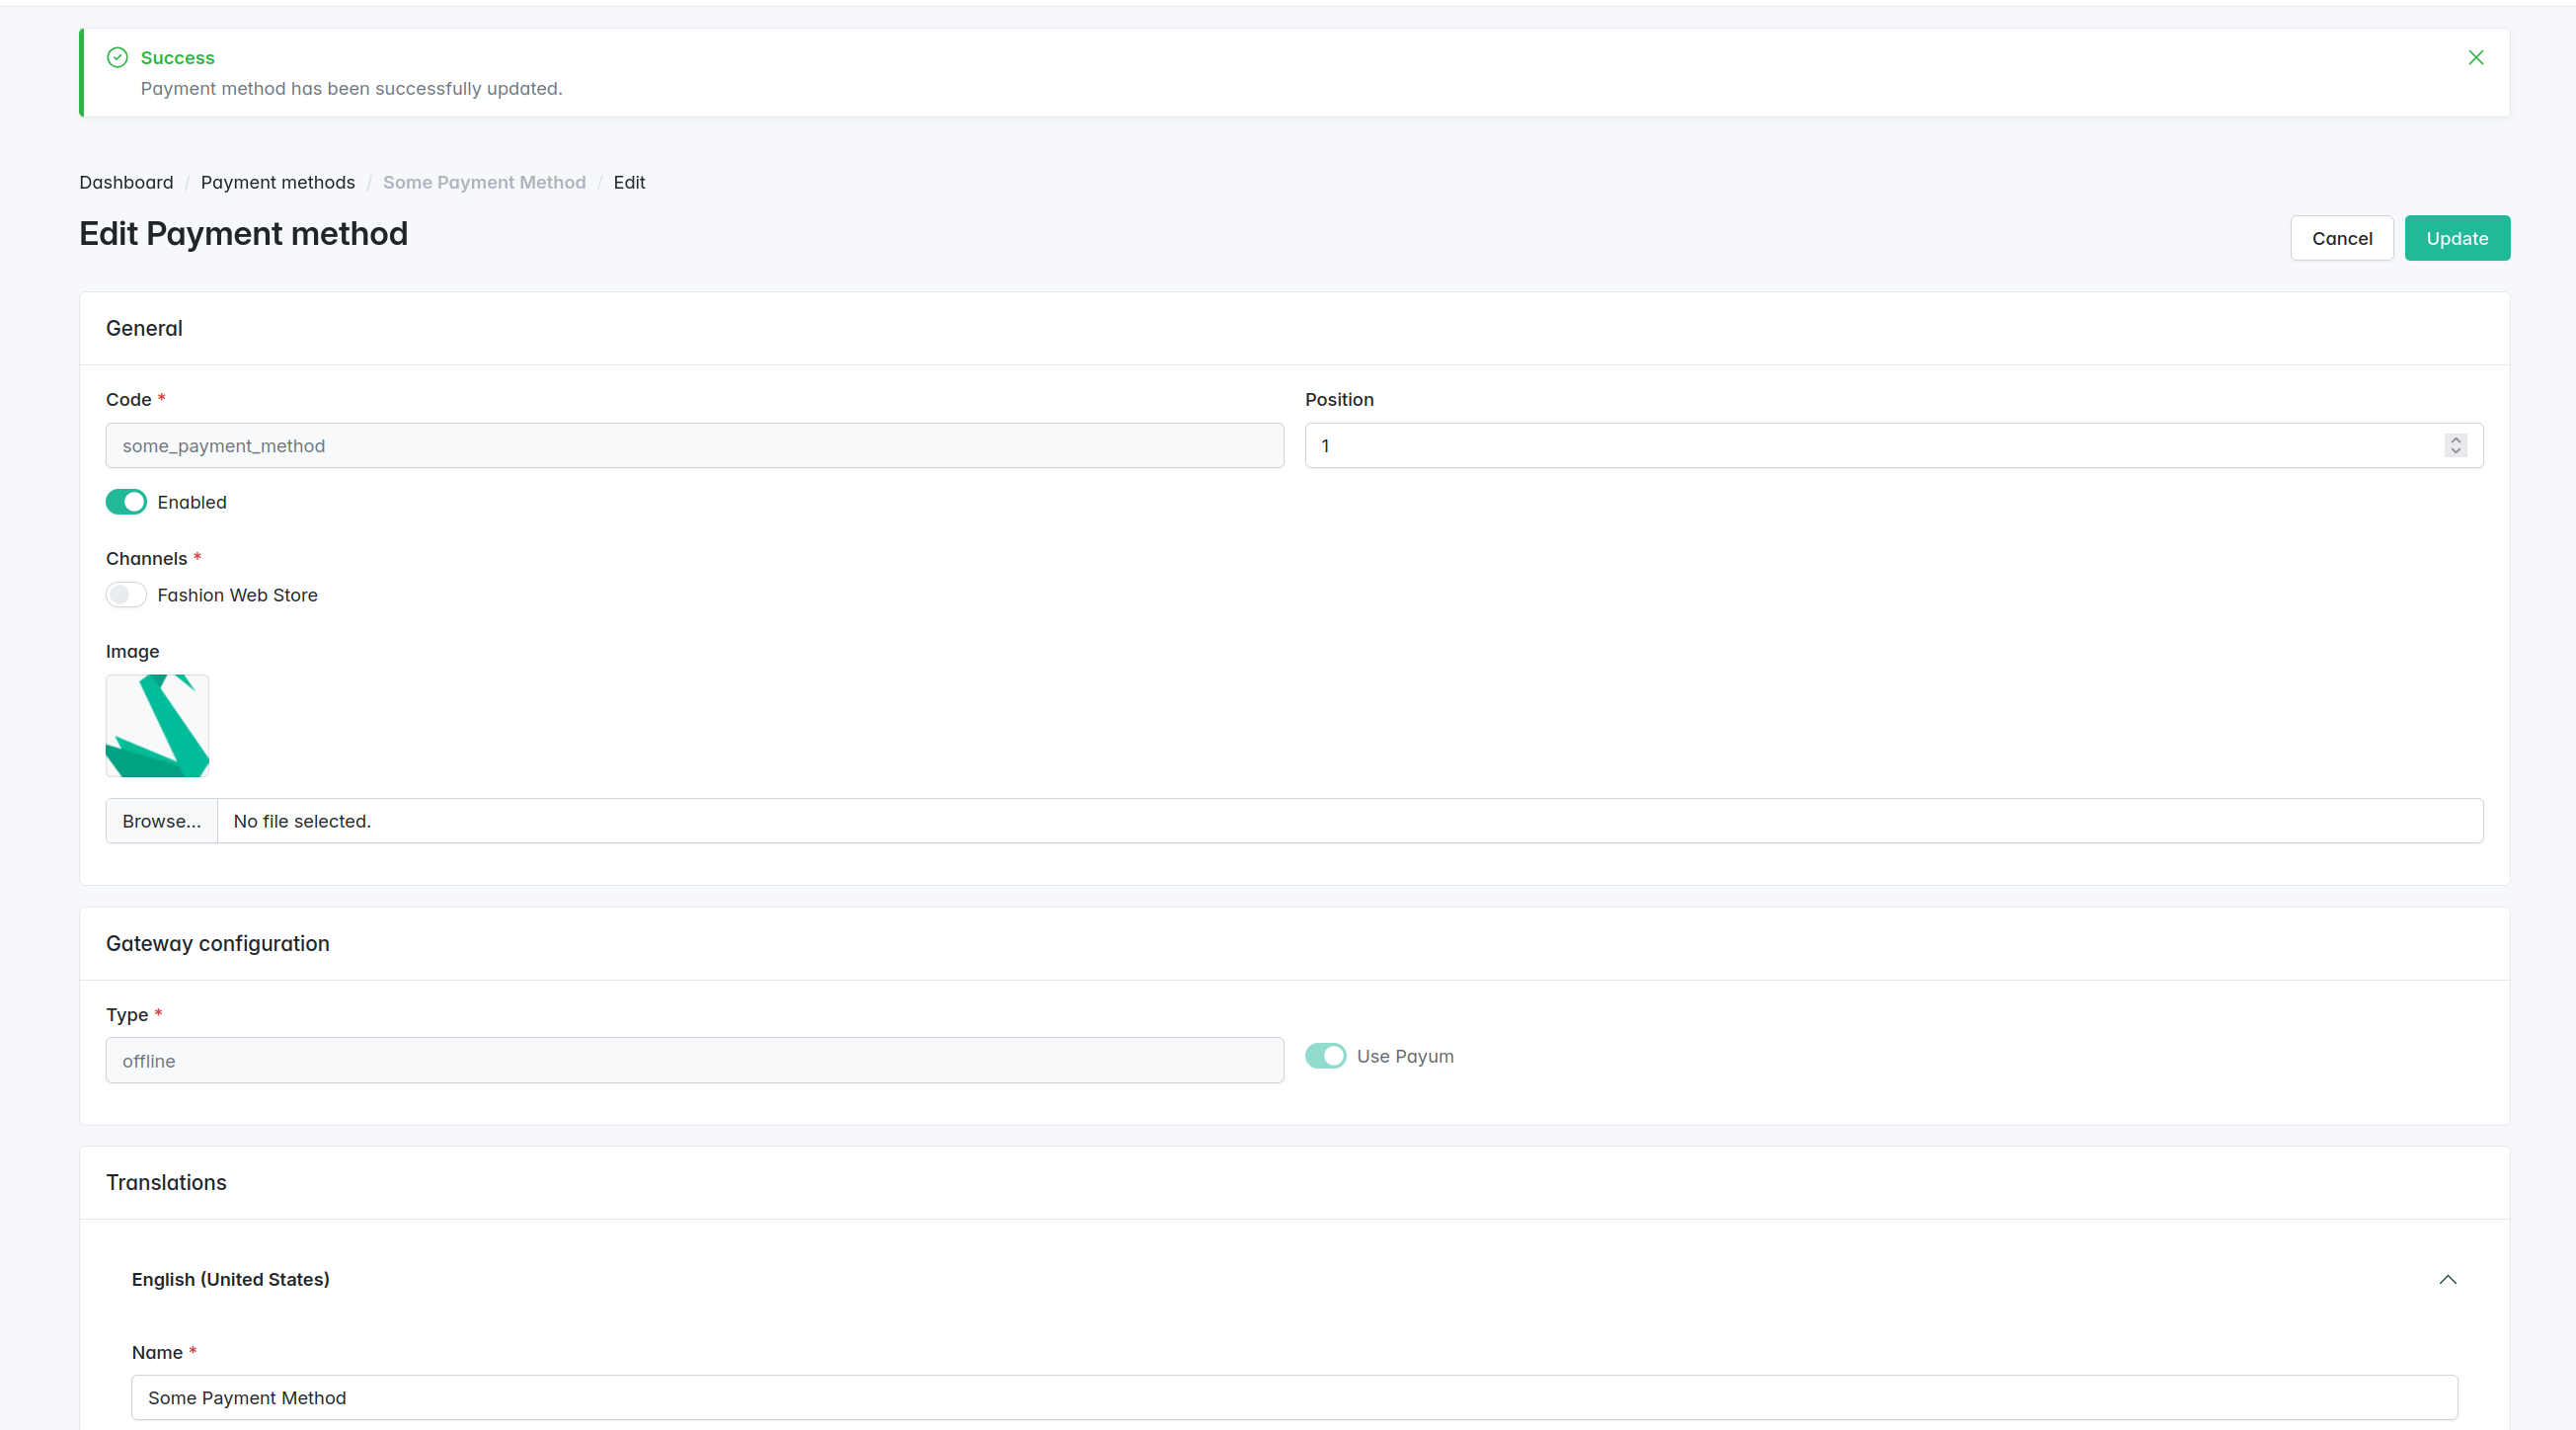 Success
Payment method has been successfully updated.
Dashboard / Payment methods / Some Payment Method / Edit
Edit Payment method
Cancel Update
General
Code * Position
some_payment_method 1
Enabled
Channels *
Fashion Web Store
Image
Browse... No file selected.
Gateway configuration
Type *
offline Use Payum
Translations
English (United States)
Name *
Some Payment Method